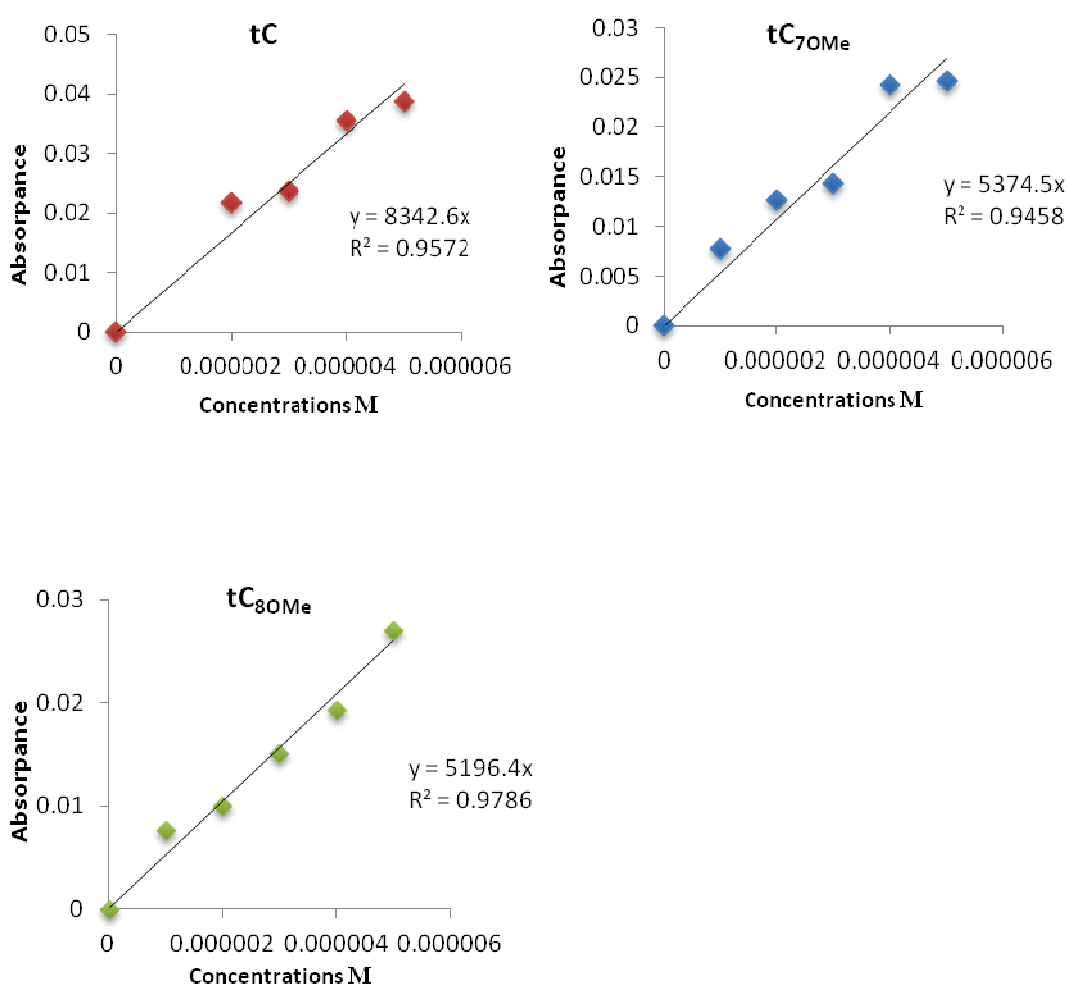 tC
0.05
0.04
0.03
0.02
0.01
0
Absorpance
y = 8342.6x
R² = 0.9572
0 0.000002 0.000004 0.000006
Concentrations M
tC7OMe
0.03
0.025
0.02
0.015
0.01
0.005
0
Absorpance
y = 5374.5x
R² = 0.9458
0 0.000002 0.000004 0.000006
Concentrations M
tC8OMe
0.03
0.02
0.01
0
Absorpance
y = 5196.4x
R² = 0.9786
0 0.000002 0.000004 0.000006
Concentrations M